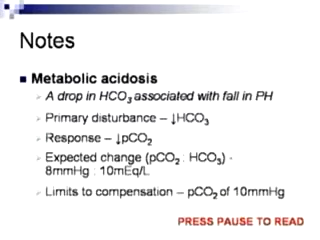 Notes
Metabolic acidosis
A drop in HCO3 associated with fall in PH
Primary disturbance – ↓HCO3
Response – ↓pCO2
Expected change (pCO2 : HCO3) -
8mmHg : 10mEq/L
Limits to compensation – pCO2 of 10mmHg
PRESS PAUSE TO READ